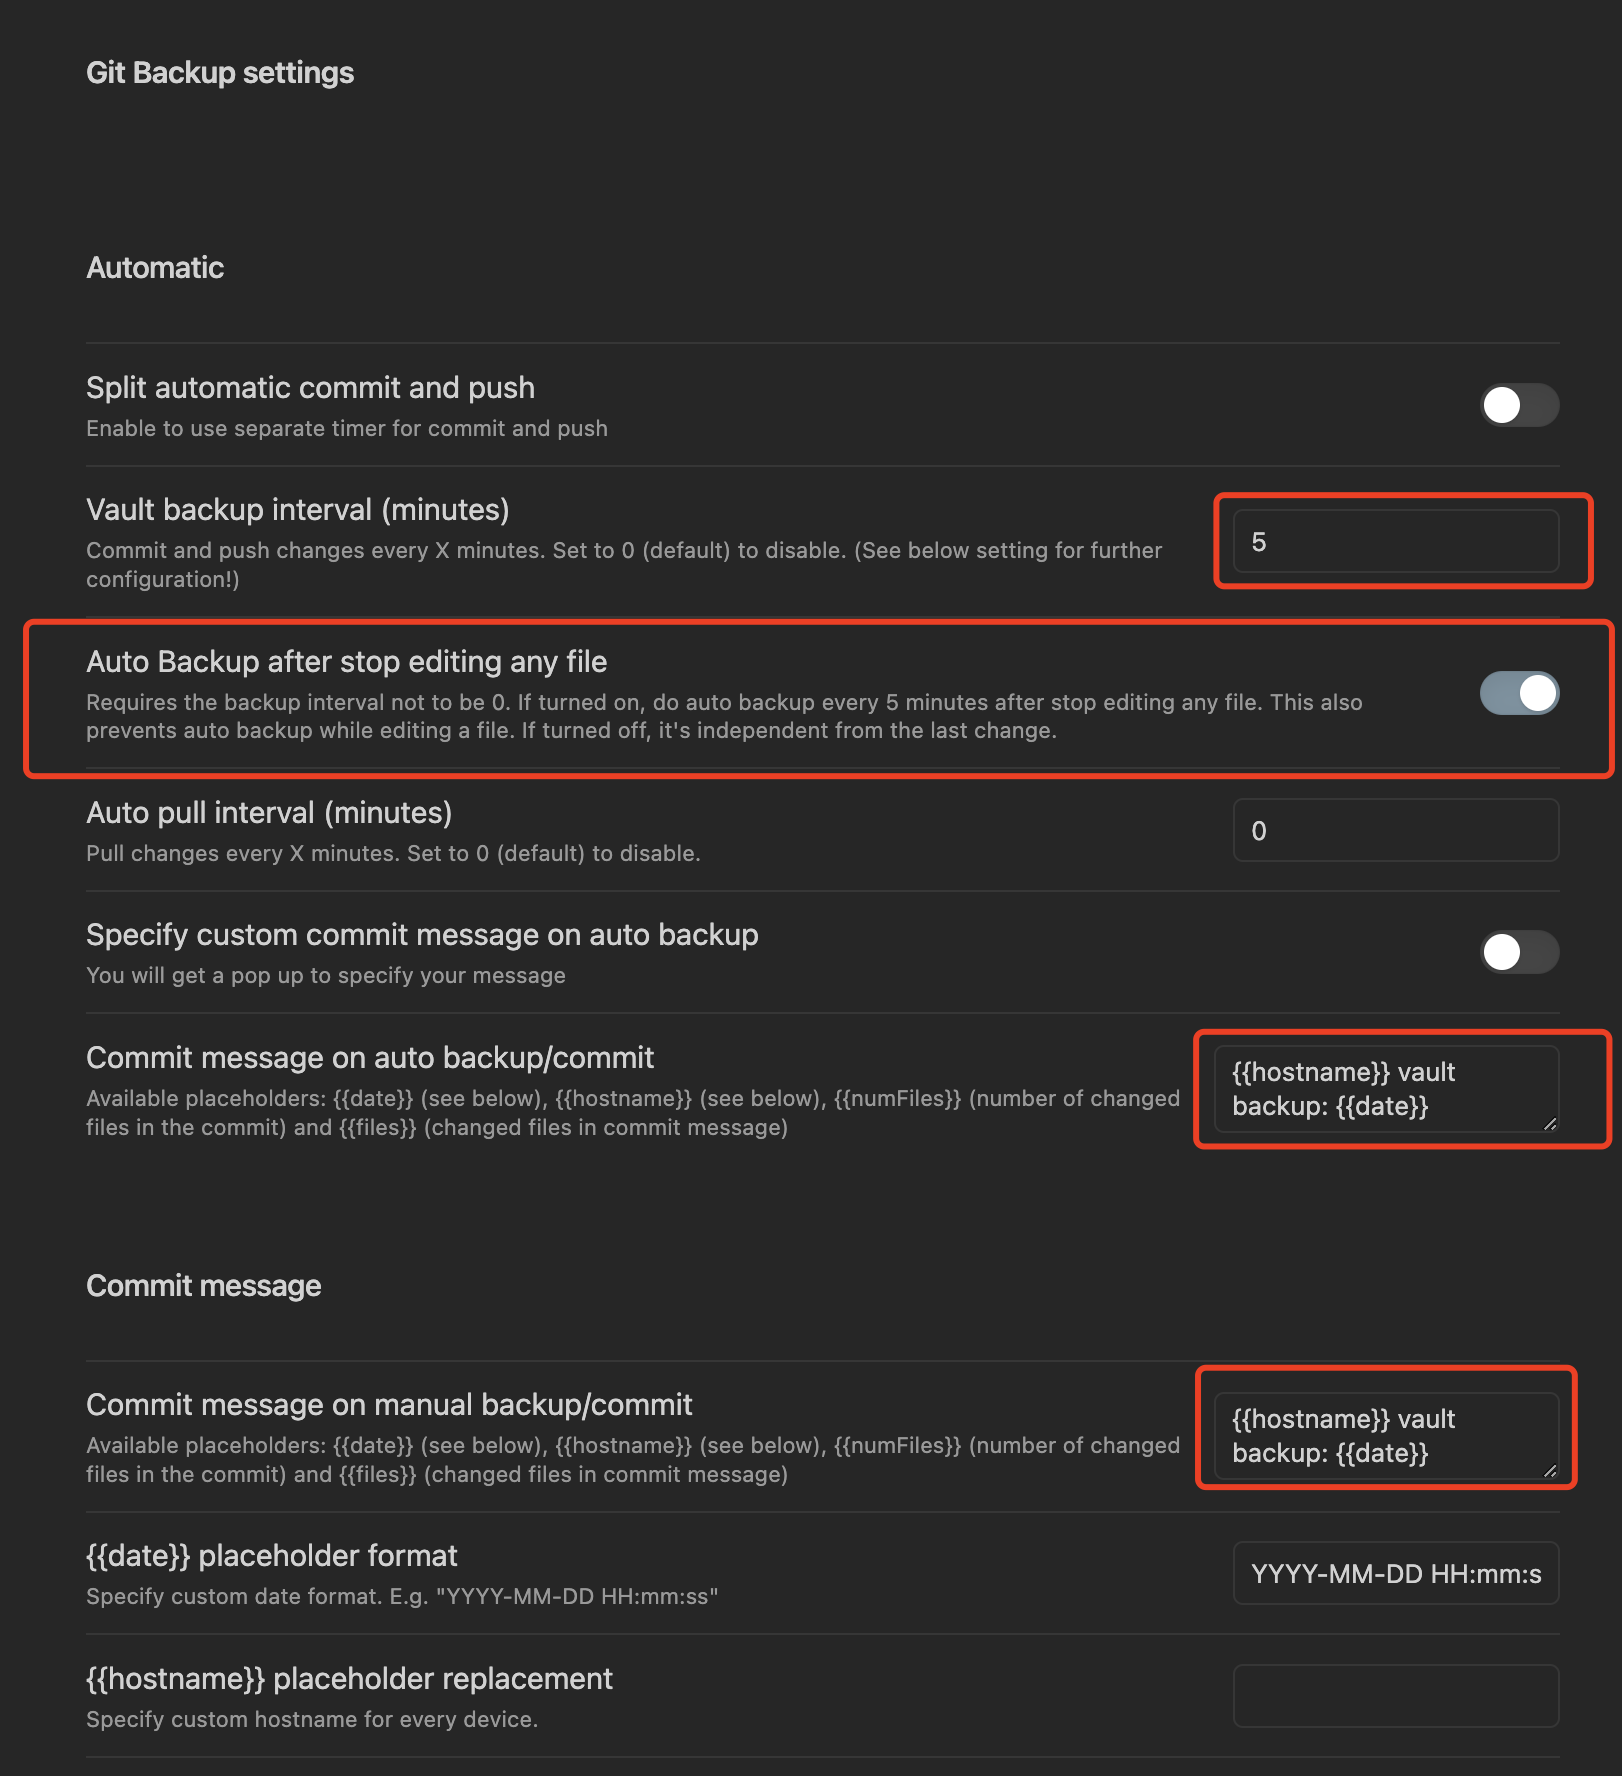 Git Backup settings
Automatic
Split automatic commit and push
Enable to use separate timer for commit and push
Vault backup interval (minutes)
Commit and push changes every X minutes. Set to 0 (default) to disable. (See below setting for further
configuration!)
5
Auto Backup after stop editing any file
Requires the backup interval not to be 0. If turned on, do auto backup every 5 minutes after stop editing any file. This also
prevents auto backup while editing a file. If turned off, it's independent from the last change.
Auto pull interval (minutes)
Pull changes every X minutes. Set to 0 (default) to disable.
0
Specify custom commit message on auto backup
You will get a pop up to specify your message
Commit message on auto backup/commit
Available placeholders: {{date}} (see below), {{hostname}} (see below), {{numFiles}} (number of changed
files in the commit) and {{files}} (changed files in commit message)
{{hostname}} vault
backup: {{date}}
Commit message
Commit message on manual backup/commit
Available placeholders: {{date}} (see below), {{hostname}} (see below), {{numFiles}} (number of changed
files in the commit) and {{files}} (changed files in commit message)
{{hostname}} vault
backup: {{date}}
{{date}} placeholder format
Specify custom date format. E.g. "YYYY-MM-DD HH:mm:ss"
YYYY-MM-DD HH:mm:s
{{hostname}} placeholder replacement
Specify custom hostname for every device.